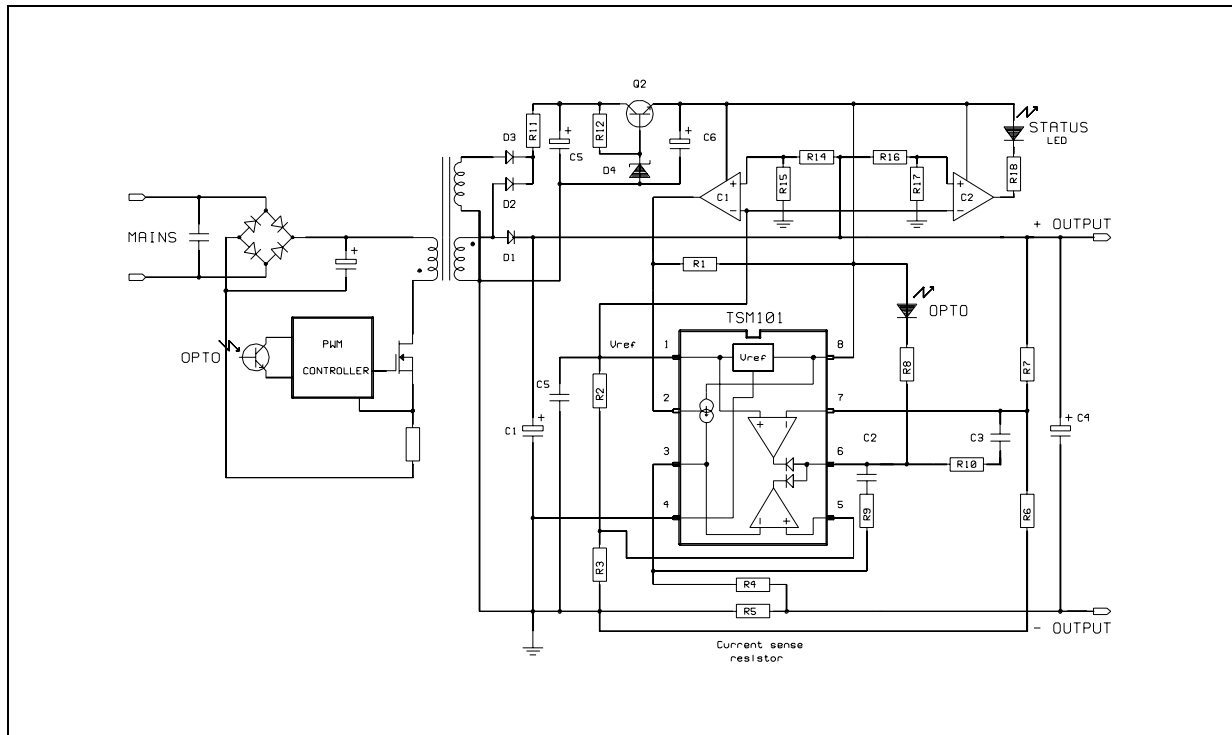 Q2
D3
R11
+
C5
R12
+
C6
STATUS
LED
D4
R14
R16
R18
D2
C1
+
−
R15
R17
+
−
C2
MAINS
+
D1
+ OUTPUT
R1
TSM101
OPTO
OPTO
PWM
CONTROLLER
Vref
1
Vref
8
R8
R7
C5
R2
2
7
+
−
C2
C3
C4
+
C1
+
3
6
R10
4
5
−
+
R9
R6
R3
R4
R5
− OUTPUT
Current sense
resistor